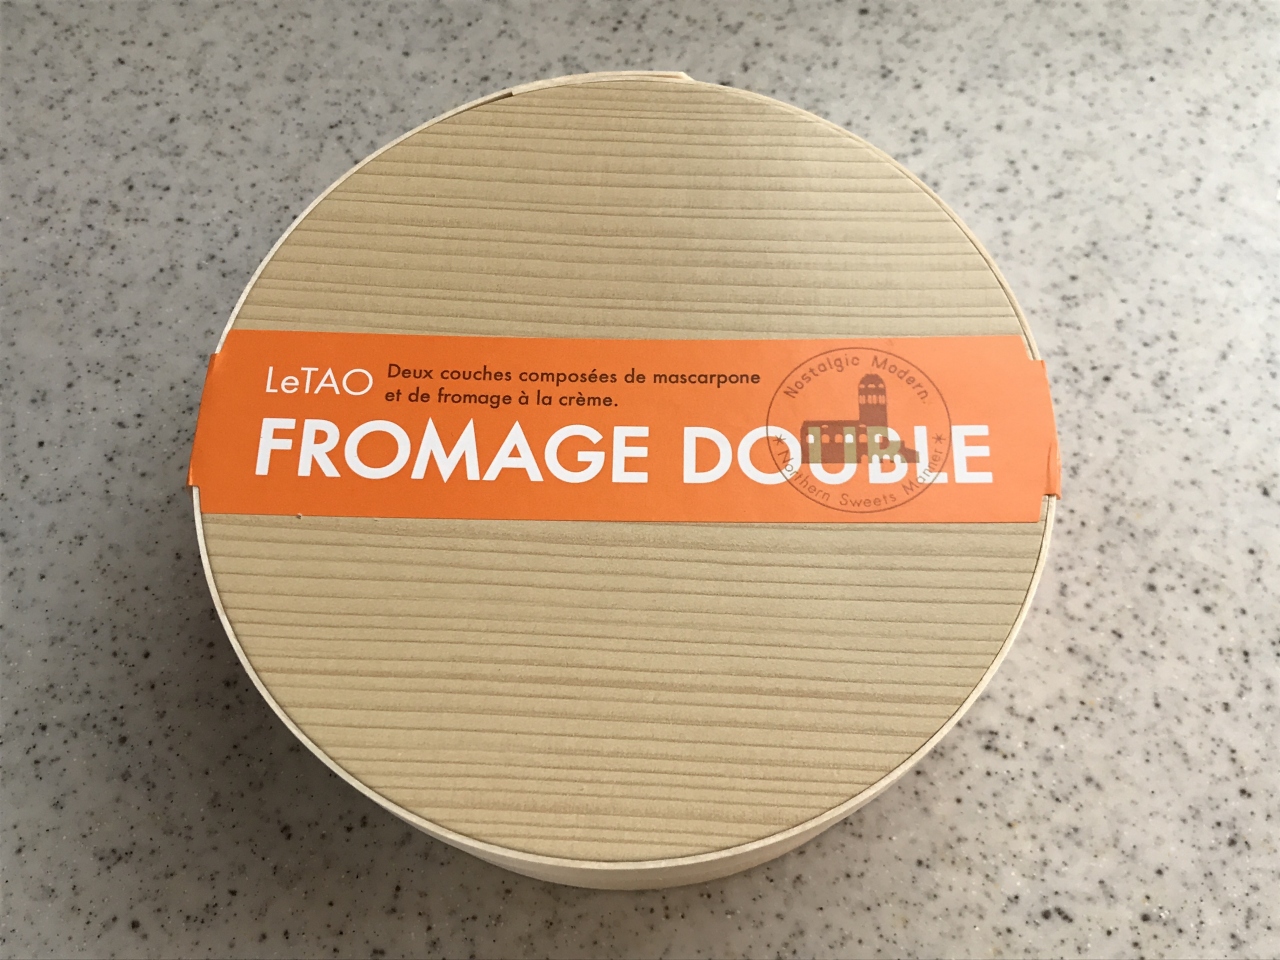 LeTAO
Deux couches composées de mascarpone
et de fromage à la crème.
FROMAGE DOUBLE
Nostalgic Modern.
* Northern Sweets Manner *